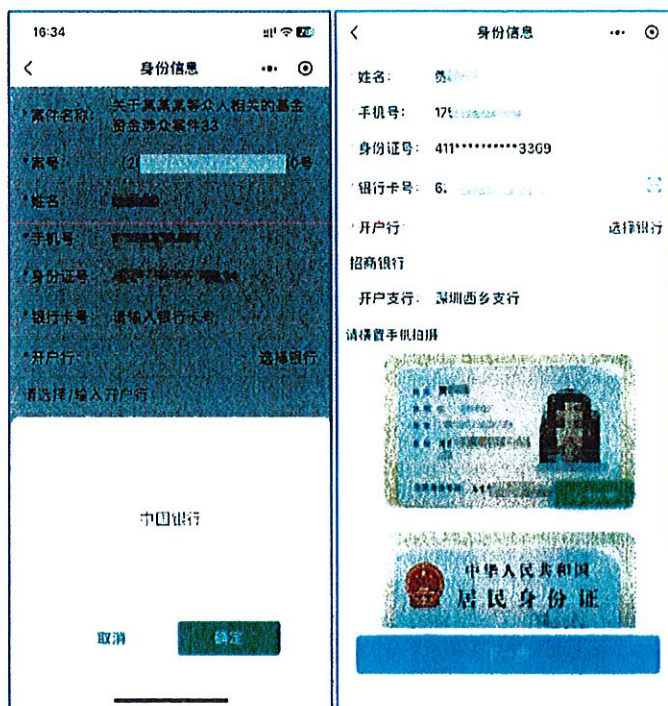 16:34
身份信息
*案件名称: 关于某某某等众人相关的基金
资金涉众案件33
*案号:
*姓名:
*手机号
*身份证号:
*银行卡号: 请输入银行卡号
*开户行: 选择银行
请选择/输入开户行
中国银行
取消 确定
身份信息
*姓名:
*手机号: 175
*身份证号: 411**********3369
*银行卡号: 6
*开户行: 选择银行
招商银行
开户支行: 深圳西乡支行
请横置手机拍摄
中华人民共和国
居民身份证
下一步